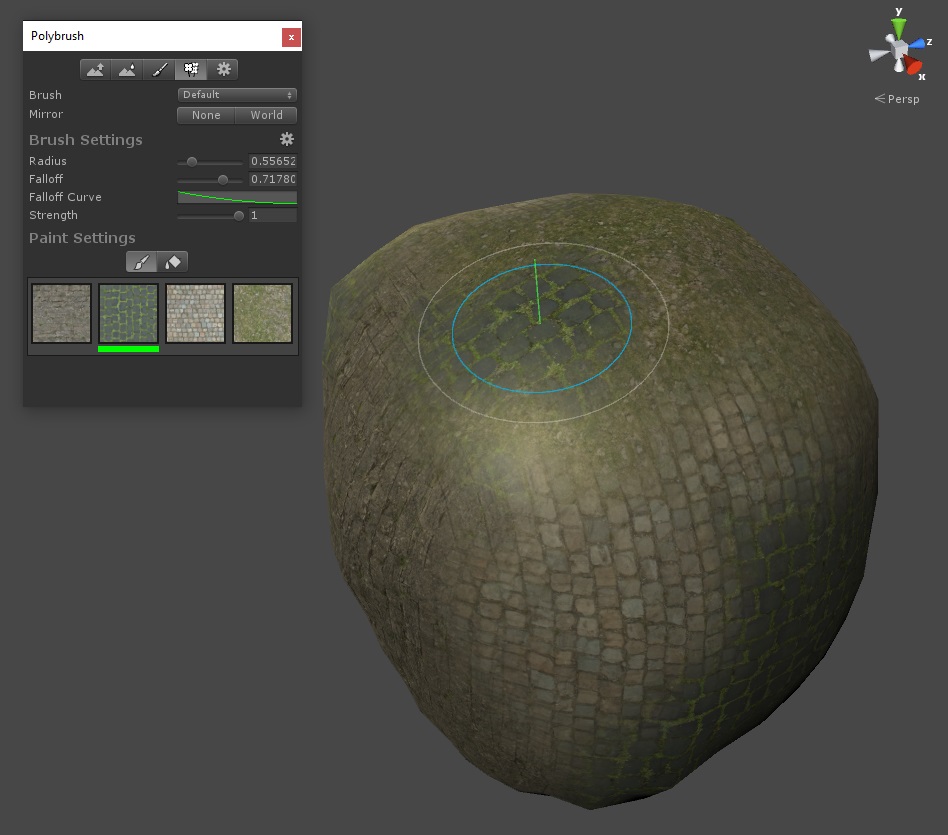 Polybrush
x
Brush Default
Mirror None World
Brush Settings
Radius 0.55652
Falloff 0.71780
Falloff Curve
Strength 1
Paint Settings
y
z
x
Persp